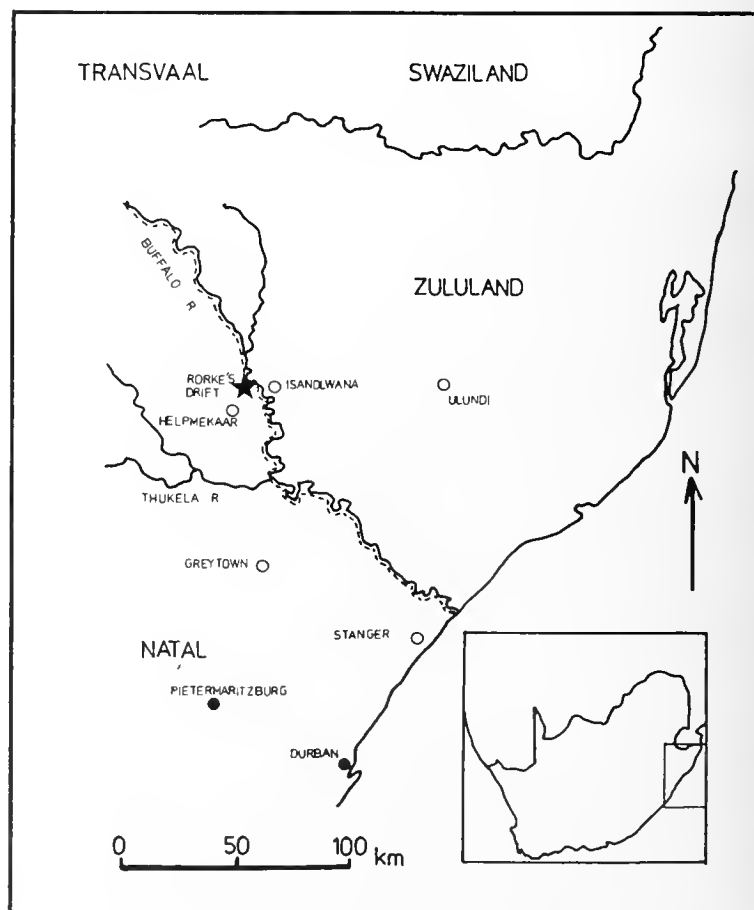 TRANSVAAL
SWAZILAND
BUFFALO R
ZULULAND
RORKE'S
DRIFT
ISANDLWANA
ULUNDI
HELPMEKAAR
N
THUKELA R
GREYTOWN
STANGER
NATAL
PIETERMARITZBURG
DURBAN
0 50 100 km